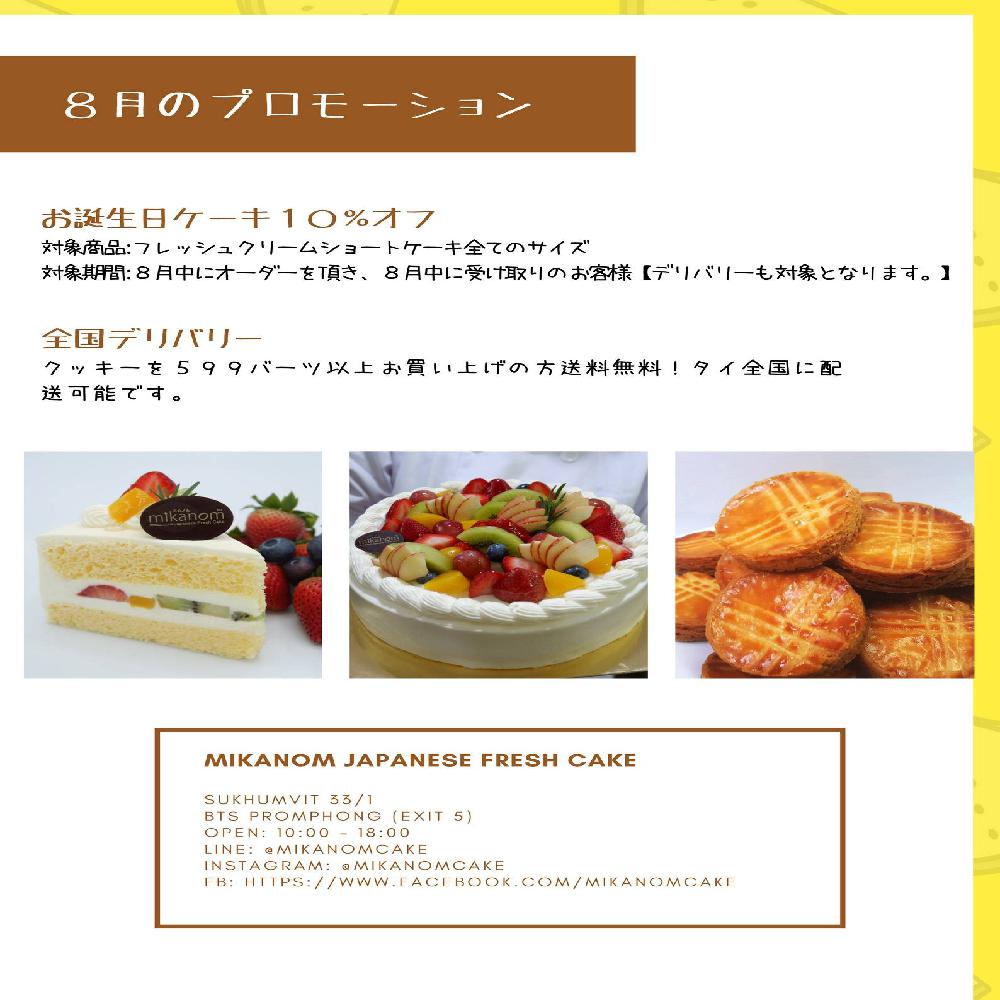 ８月のプロモーション
お誕生日ケーキ１０％オフ
対象商品:フレッシュクリームショートケーキ全てのサイズ
対象期間:８月中にオーダーを頂き、８月中に受け取りのお客様【デリバリーも対象となります。】
全国デリバリー
クッキーを５９９バーツ以上お買い上げの方送料無料！タイ全国に配
送可能です。
mikanom
Japanese Fresh Cake
mikanom
MIKANOM JAPANESE FRESH CAKE
SUKHUMVIT 33/1
BTS PROMPHONG (EXIT 5)
OPEN: 10:00 - 18:00
LINE: @MIKANOMCAKE
INSTAGRAM: @MIKANOMCAKE
FB: HTTPS://WWW.FACEBOOK.COM/MIKANOMCAKE